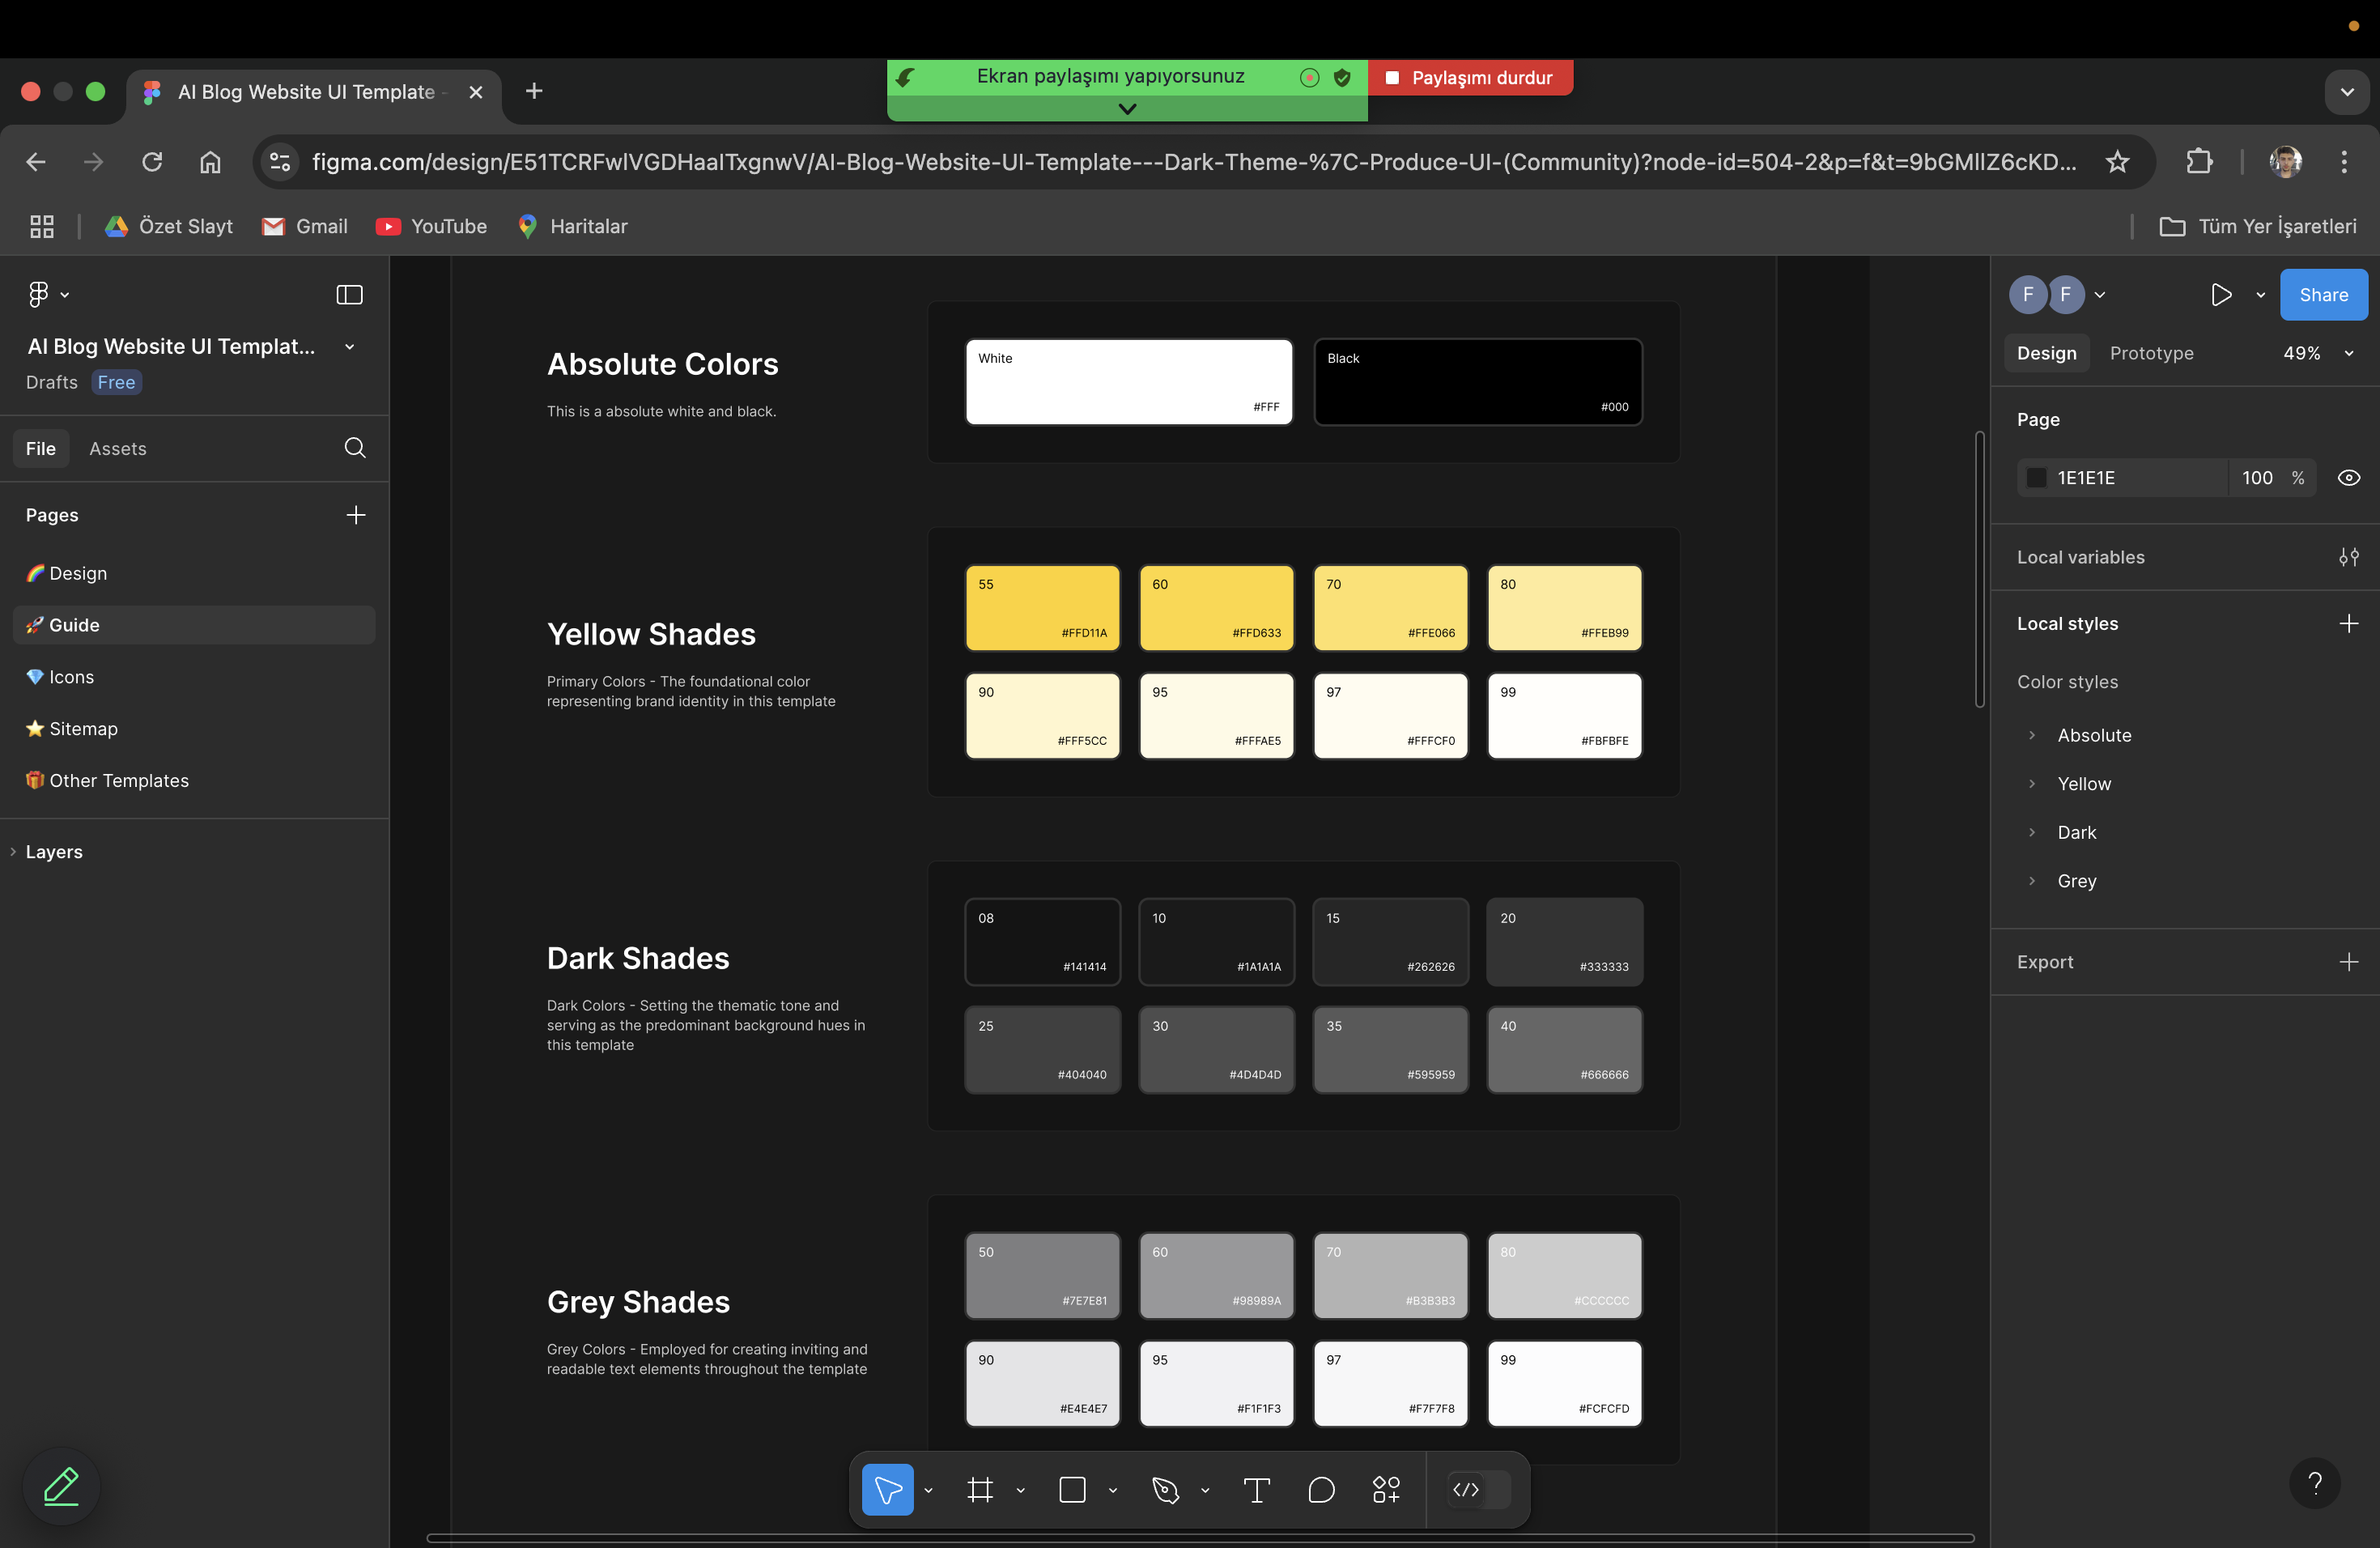 AI Blog Website UI Template -
Ekran paylaşımı yapıyorsunuz
Paylaşımı durdur
figma.com/design/E51TCRFwlVGDHaaITxgnwV/AI-Blog-Website-UI-Template---Dark-Theme-%7C-Produce-UI-(Community)?node-id=504-2&p=f&t=9bGMllZ6cKD...
Özet Slayt
Gmail
YouTube
Haritalar
Tüm Yer İşaretleri
AI Blog Website UI Templat...
Drafts Free
File Assets
Pages
Design
Guide
Icons
Sitemap
Other Templates
Layers
Absolute Colors
This is a absolute white and black.
White
#FFF
Black
#000
Yellow Shades
Primary Colors - The foundational color
representing brand identity in this template
55
#FFD11A
60
#FFD633
70
#FFE066
80
#FFEB99
90
#FFF5CC
95
#FFFAE5
97
#FFFCF0
99
#FBFBFE
Dark Shades
Dark Colors - Setting the thematic tone and
serving as the predominant background hues in
this template
08
#141414
10
#1A1A1A
15
#262626
20
#333333
25
#404040
30
#4D4D4D
35
#595959
40
#666666
Grey Shades
Grey Colors - Employed for creating inviting and
readable text elements throughout the template
50
#7E7E81
60
#98989A
70
#B3B3B3
80
#CCCCCC
90
#E4E4E7
95
#F1F1F3
97
#F7F7F8
99
#FCFCFD
F F
Share
Design Prototype 49%
Page
1E1E1E 100 %
Local variables
Local styles
Color styles
Absolute
Yellow
Dark
Grey
Export
?